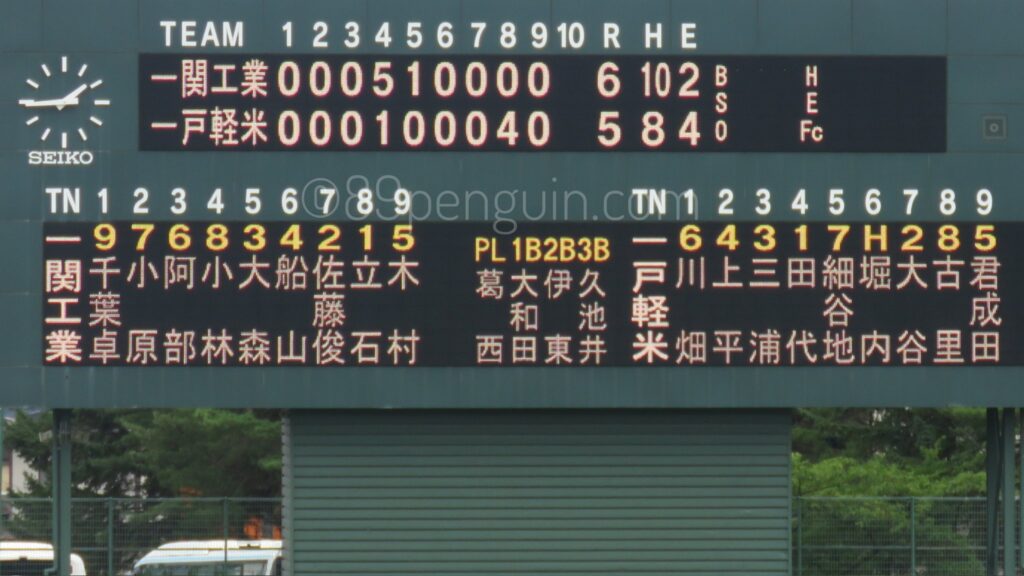 TEAM 1 2 3 4 5 6 7 8 9 10 R H E
一関工業 0 0 0 5 1 0 0 0 0 6 10 2 B H
S E
一戸軽米 0 0 0 1 0 0 0 4 0 5 8 4 O Fc
SEIKO
©89penguin.com
TN 1 2 3 4 5 6 7 8 9 TN 1 2 3 4 5 6 7 8 9
一関工業 9 7 6 8 3 4 2 1 5
千葉卓 小原 阿部 小林 大森 船山 佐藤俊 立石 木村
PL 1B 2B 3B
葛西 大和田 伊東 久池井
一戸軽米 6 4 3 1 7 H 2 8 5
川畑 上平 三浦 田代 細谷地 堀内 大谷 古里 君成田